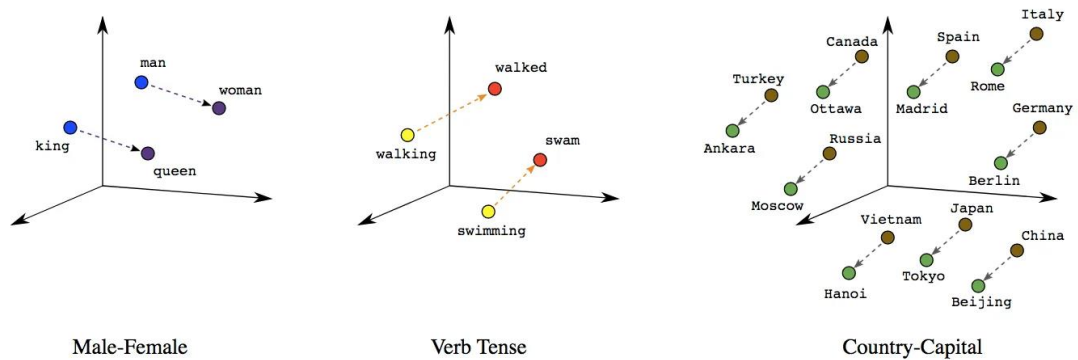 man
woman
king
queen
Male-Female
walked
swam
walking
swimming
Verb Tense
Italy
Canada
Spain
Rome
Turkey
Ottawa
Madrid
Germany
Ankara
Russia
Berlin
Moscow
Vietnam
Japan
China
Hanoi
Tokyo
Beijing
Country-Capital